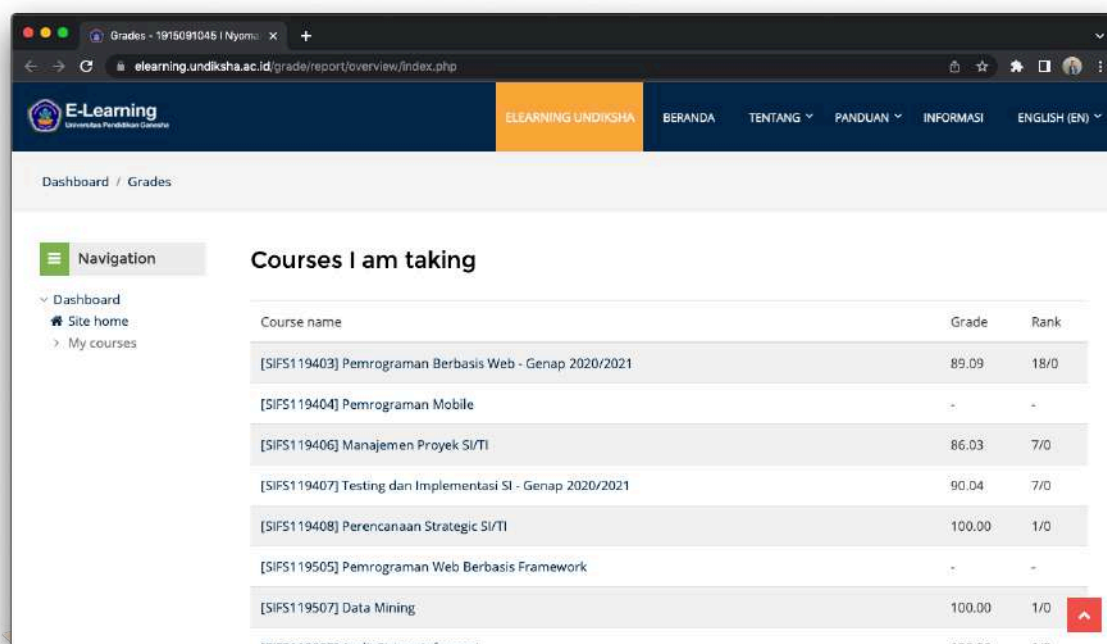 Grades - 1915091045 I Nyoma
elearning.undiksha.ac.id/grade/report/overview/index.php
E-Learning
Universitas Pendidikan Ganesha
ELEARNING UNDIKSHA BERANDA TENTANG PANDUAN INFORMASI ENGLISH (EN)
Dashboard / Grades
Navigation
Dashboard
Site home
My courses
Courses I am taking
Course name Grade Rank
[SIFS119403] Pemrograman Berbasis Web - Genap 2020/2021 89.09 18/0
[SIFS119404] Pemrograman Mobile - -
[SIFS119406] Manajemen Proyek SI/TI 86.03 7/0
[SIFS119407] Testing dan Implementasi SI - Genap 2020/2021 90.04 7/0
[SIFS119408] Perencanaan Strategic SI/TI 100.00 1/0
[SIFS119505] Pemrograman Web Berbasis Framework - -
[SIFS119507] Data Mining 100.00 1/0